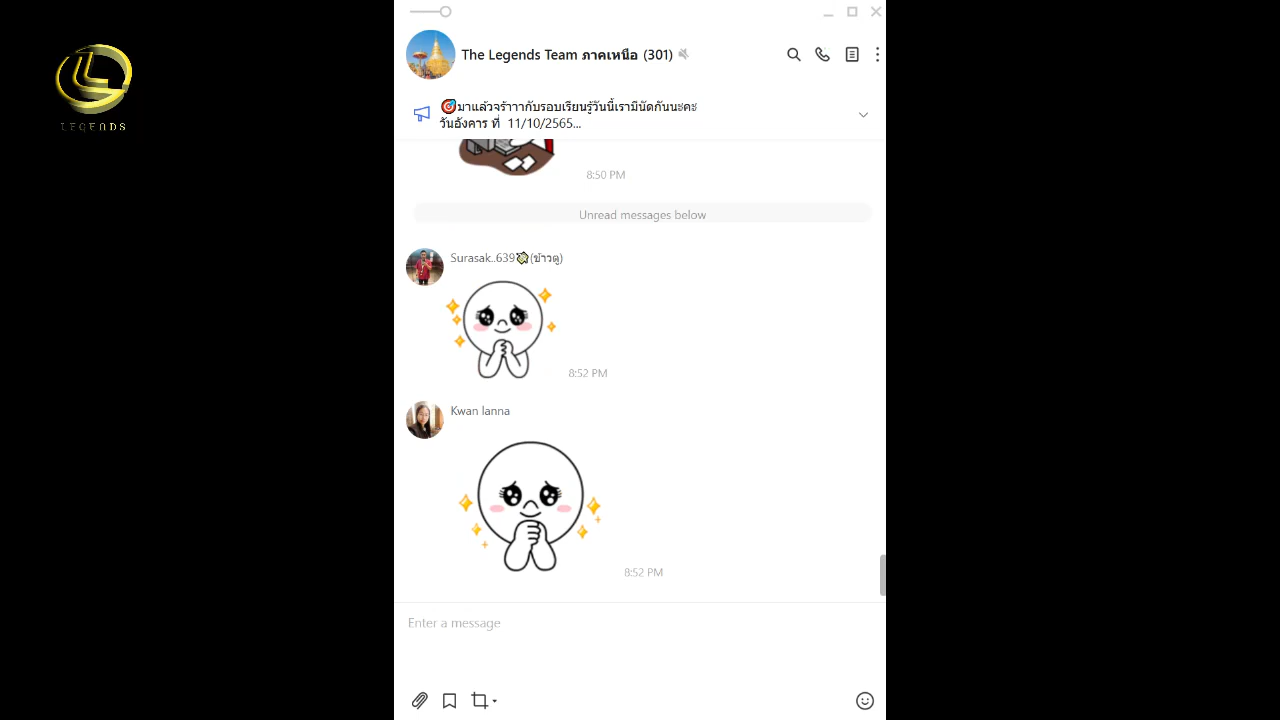 LEGENDS
The Legends Team ภาคเหนือ (301)
🎯มาแล้วจร้าาากับรอบเรียนรู้วันนี้เรามีนัดกันนะคะ
วันอังคาร ที่ 11/10/2565...
8:50 PM
Unread messages below
Surasak..639 (ข้าวตู)
8:52 PM
Kwan lanna
8:52 PM
Enter a message